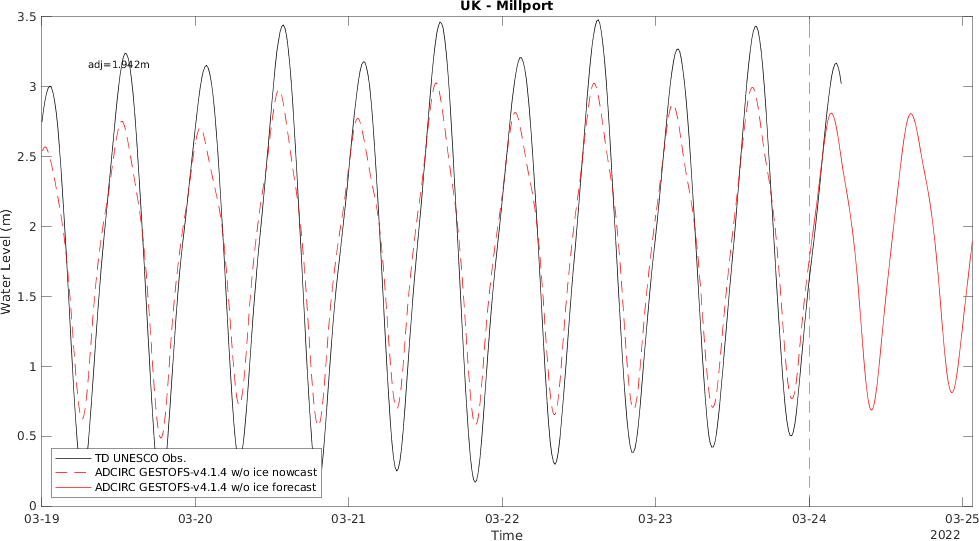 UK - Millport
adj=1.942m
Water Level (m)
3.5
3
2.5
2
1.5
1
0.5
0
TD UNESCO Obs.
ADCIRC GESTOFS-v4.1.4 w/o ice nowcast
ADCIRC GESTOFS-v4.1.4 w/o ice forecast
03-19 03-20 03-21 03-22 03-23 03-24 03-25
Time
2022